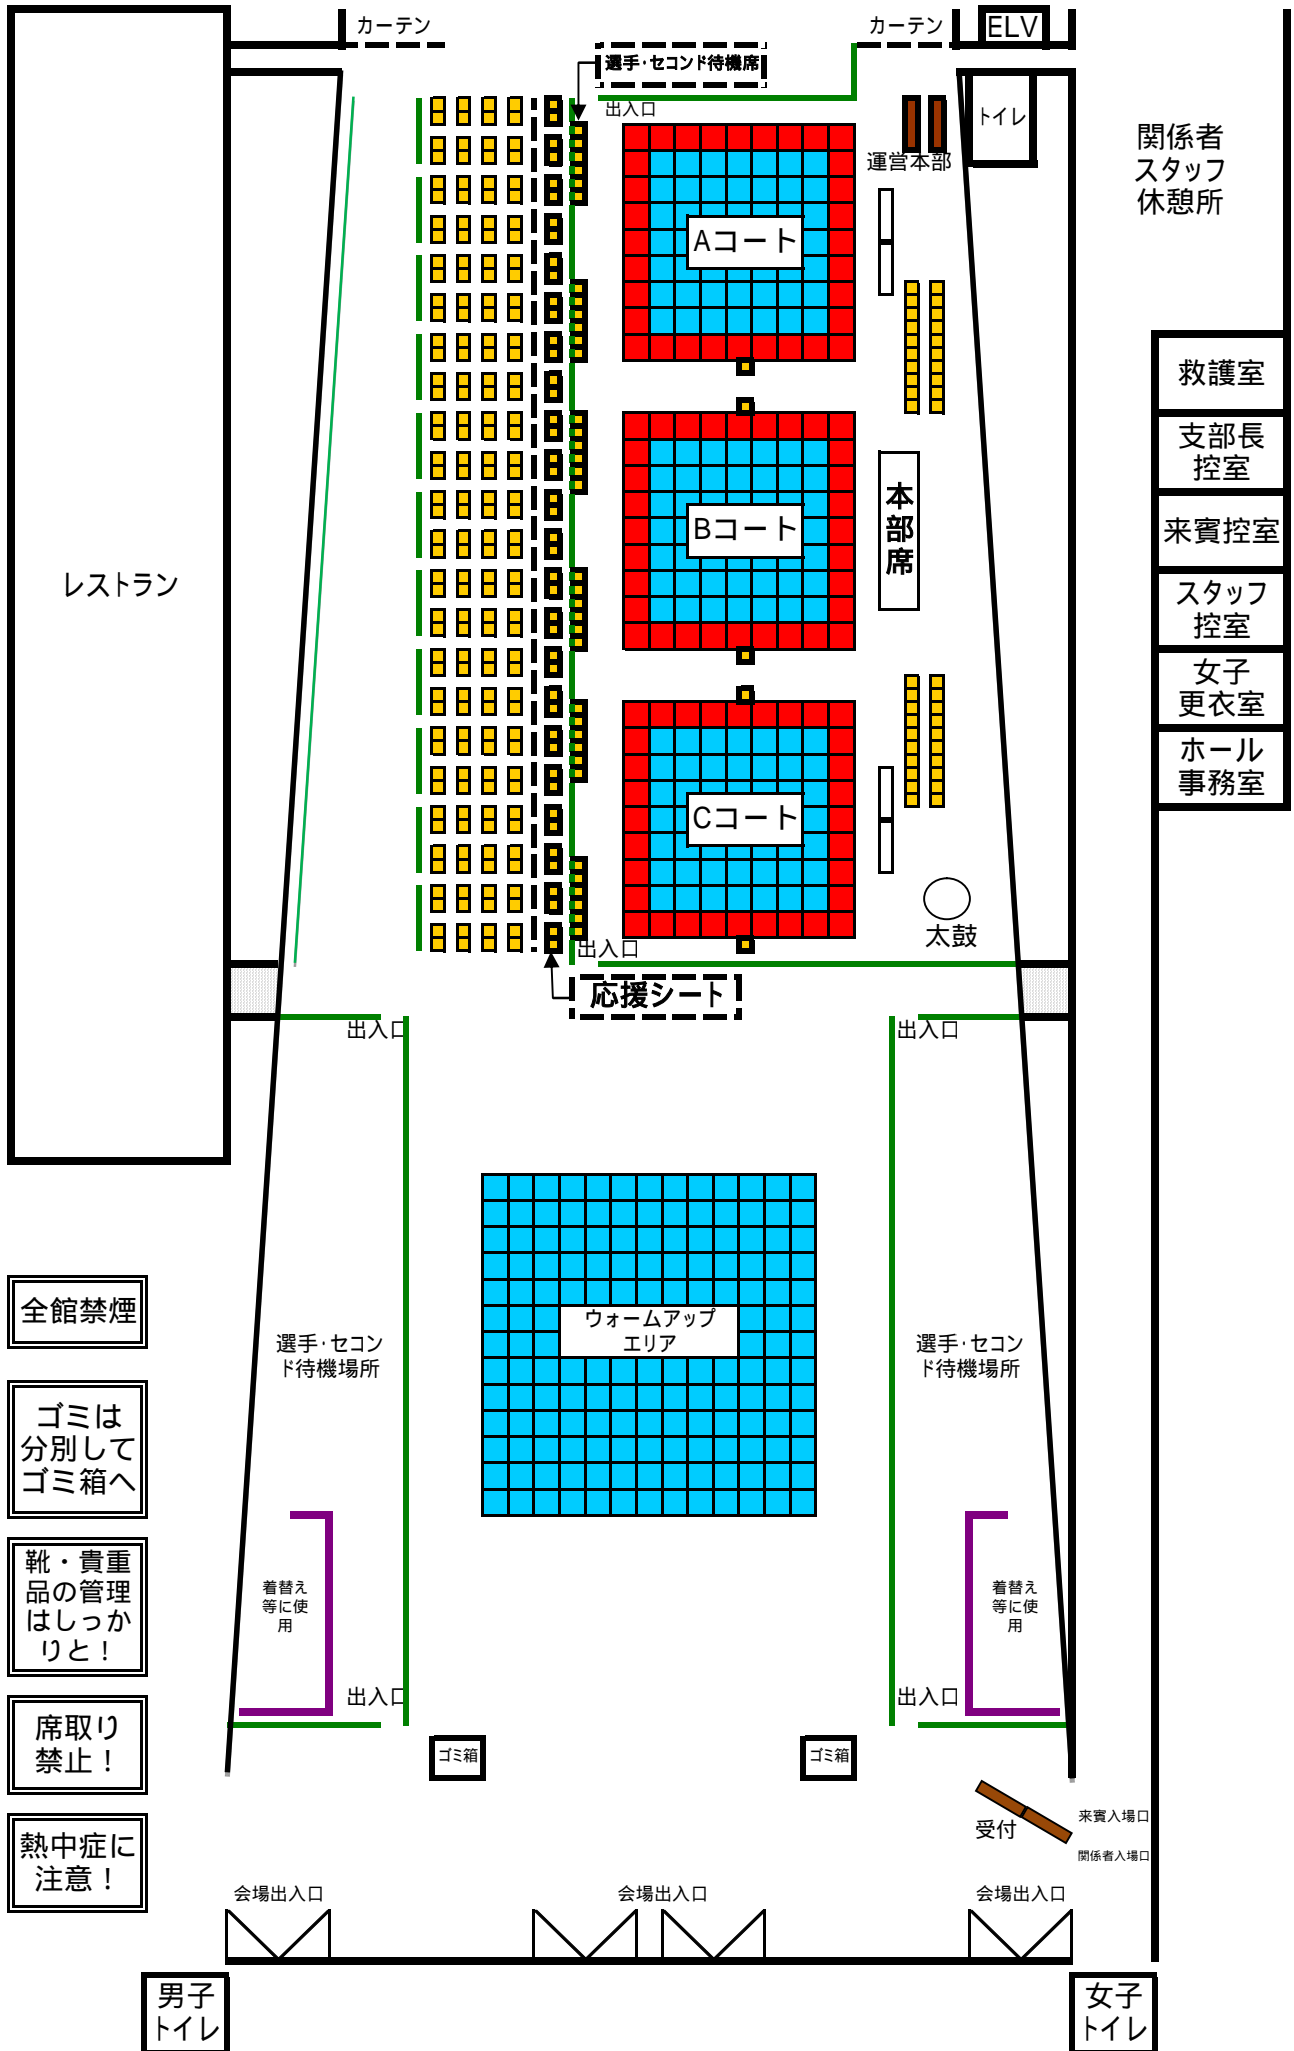 カーテン
カーテン
ELV
選手・セコンド待機席
出入口
トイレ
運営本部
関係者
スタッフ
休憩所
Aコート
救護室
支部長
控室
Bコート
本
部
席
来賓控室
レストラン
スタッフ
控室
女子
更衣室
ホール
事務室
Cコート
太鼓
出入口
応援シート
出入口
出入口
全館禁煙
ウォームアップ
エリア
選手・セコン
ド待機場所
選手・セコン
ド待機場所
ゴミは
分別して
ゴミ箱へ
靴・貴重
品の管理
はしっか
りと！
着替え
等に使
用
着替え
等に使
用
出入口
出入口
席取り
禁止！
ゴミ箱
ゴミ箱
受付
来賓入場口
関係者入場口
熱中症に
注意！
会場出入口
会場出入口
会場出入口
男子
トイレ
女子
トイレ